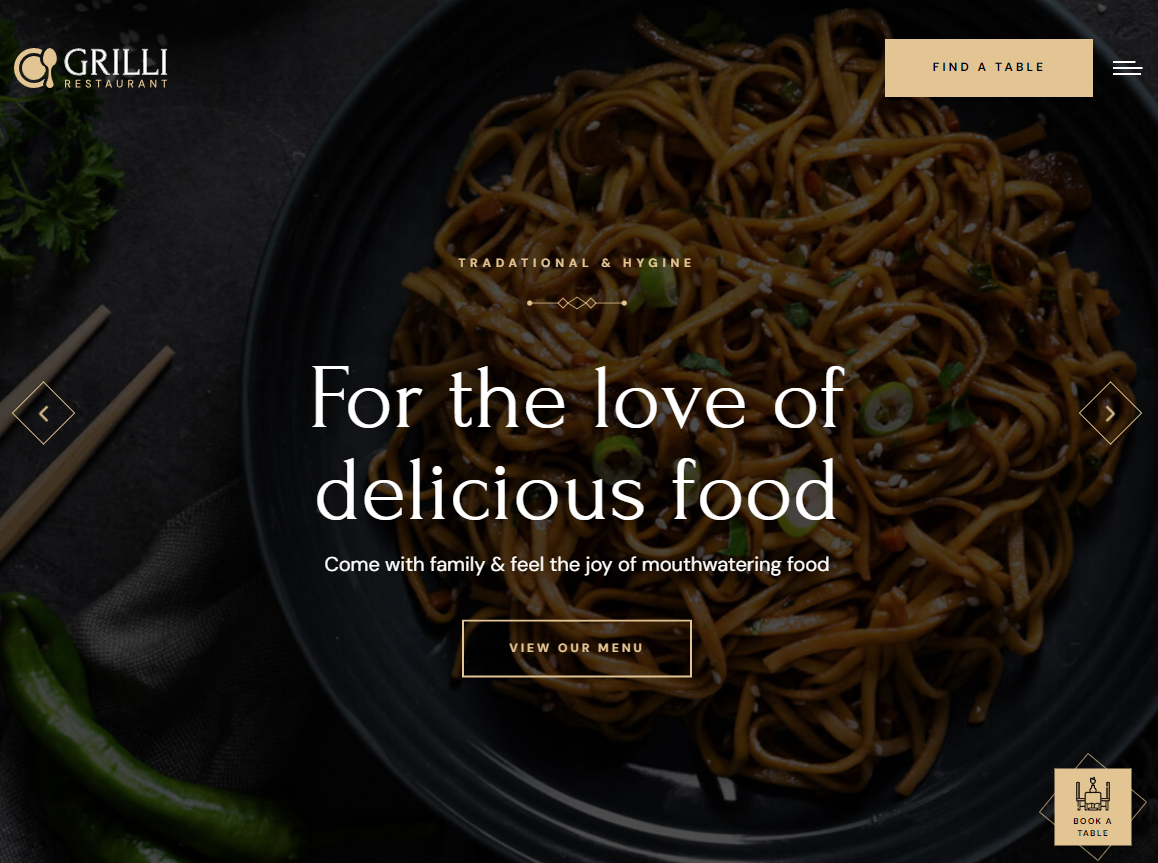 GRILLI
RESTAURANT
FIND A TABLE
TRADATIONAL & HYGINE
For the love of
delicious food
Come with family & feel the joy of mouthwatering food
VIEW OUR MENU
BOOK A
TABLE